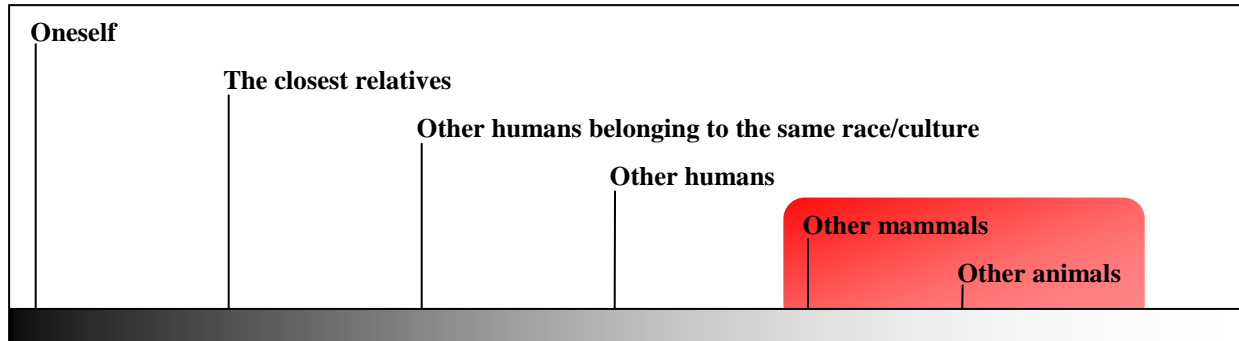 Oneself
The closest relatives
Other humans belonging to the same race/culture
Other humans
Other mammals
Other animals